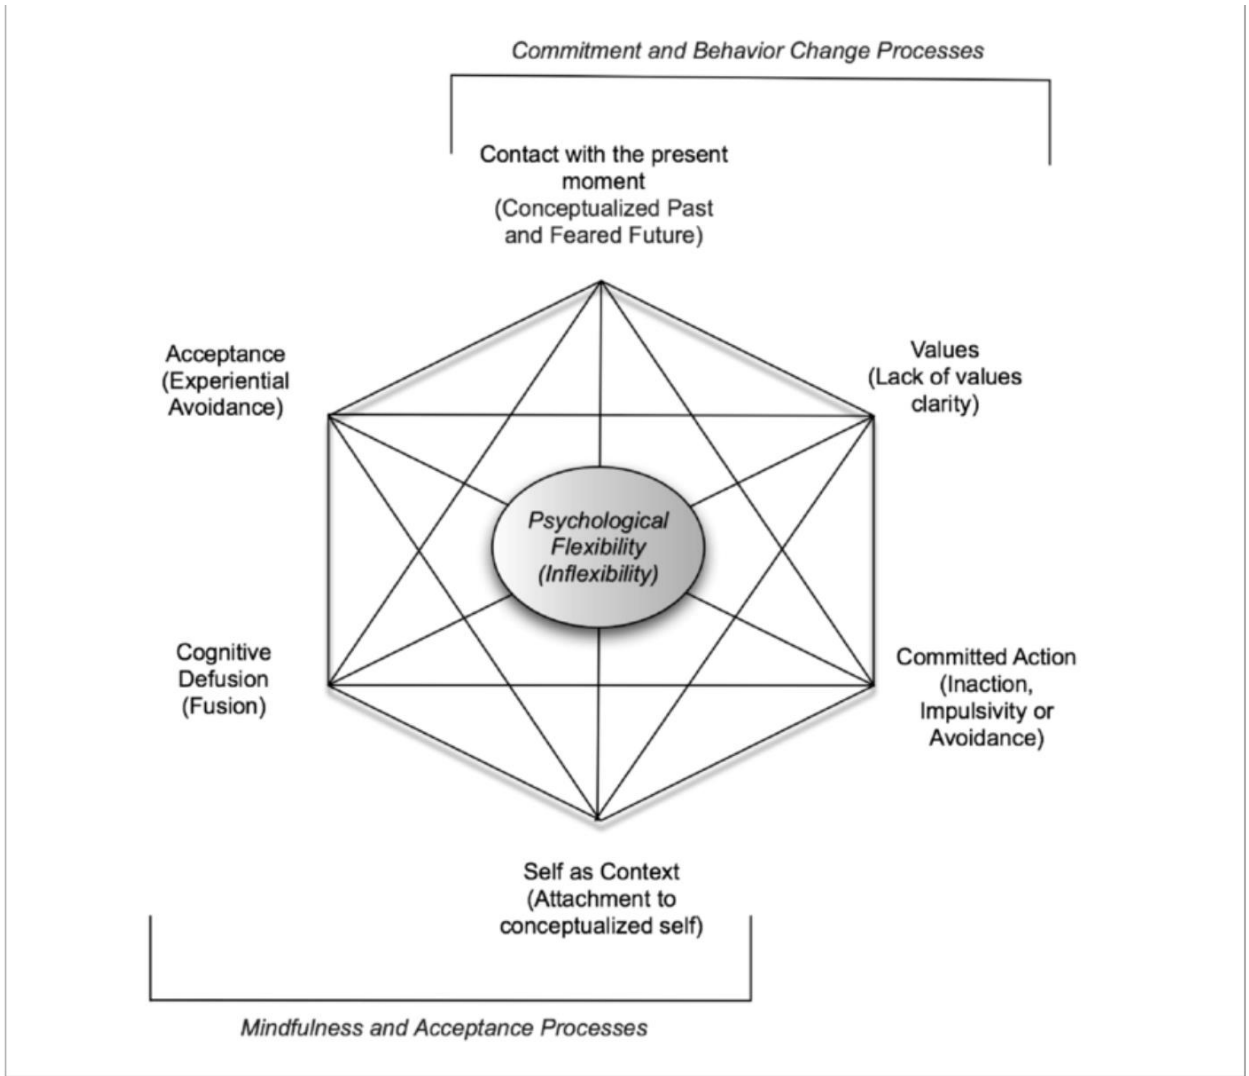 Commitment and Behavior Change Processes
Contact with the present
moment
(Conceptualized Past
and Feared Future)
Acceptance
(Experiential
Avoidance)
Values
(Lack of values
clarity)
Psychological
Flexibility
(Inflexibility)
Cognitive
Defusion
(Fusion)
Committed Action
(Inaction,
Impulsivity or
Avoidance)
Self as Context
(Attachment to
conceptualized self)
Mindfulness and Acceptance Processes